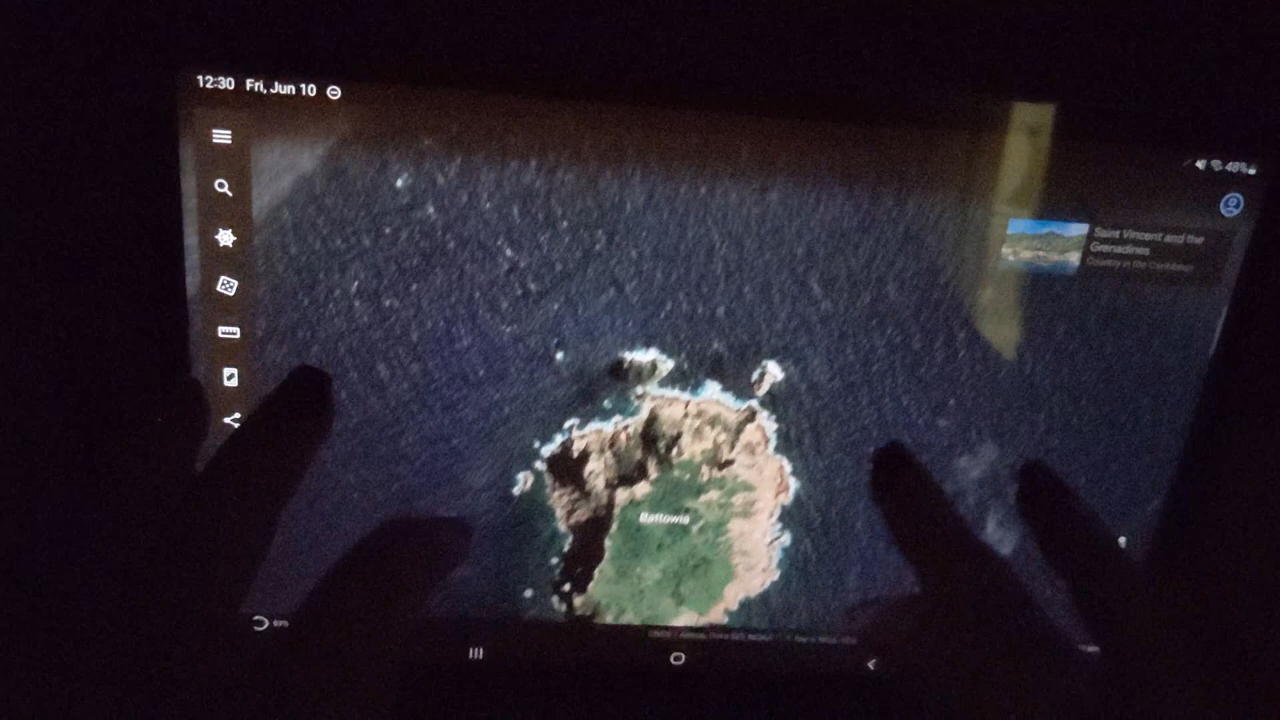 12:30 Fri, Jun 10
48%
Saint Vincent and the
Grenadines
Country in the Caribbean
Battowia